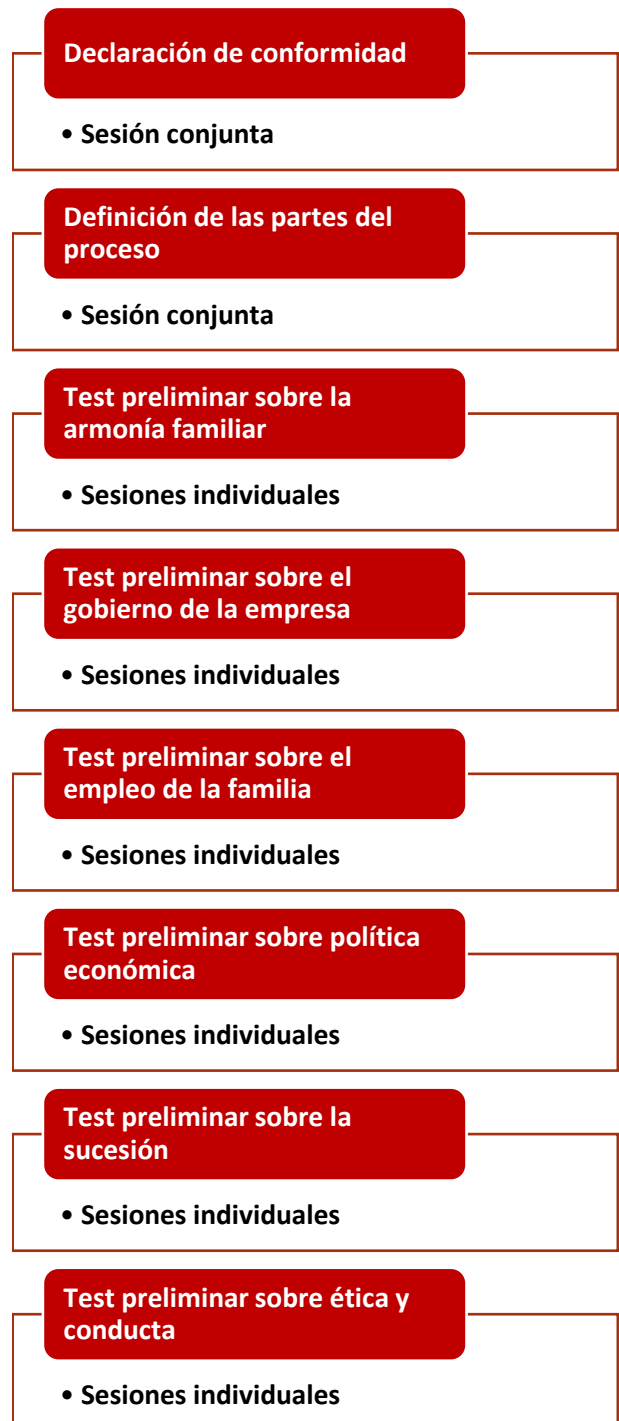 Declaración de conformidad
• Sesión conjunta
Definición de las partes del
proceso
• Sesión conjunta
Test preliminar sobre la
armonía familiar
• Sesiones individuales
Test preliminar sobre el
gobierno de la empresa
• Sesiones individuales
Test preliminar sobre el
empleo de la familia
• Sesiones individuales
Test preliminar sobre política
económica
• Sesiones individuales
Test preliminar sobre la
sucesión
• Sesiones individuales
Test preliminar sobre ética y
conducta
• Sesiones individuales